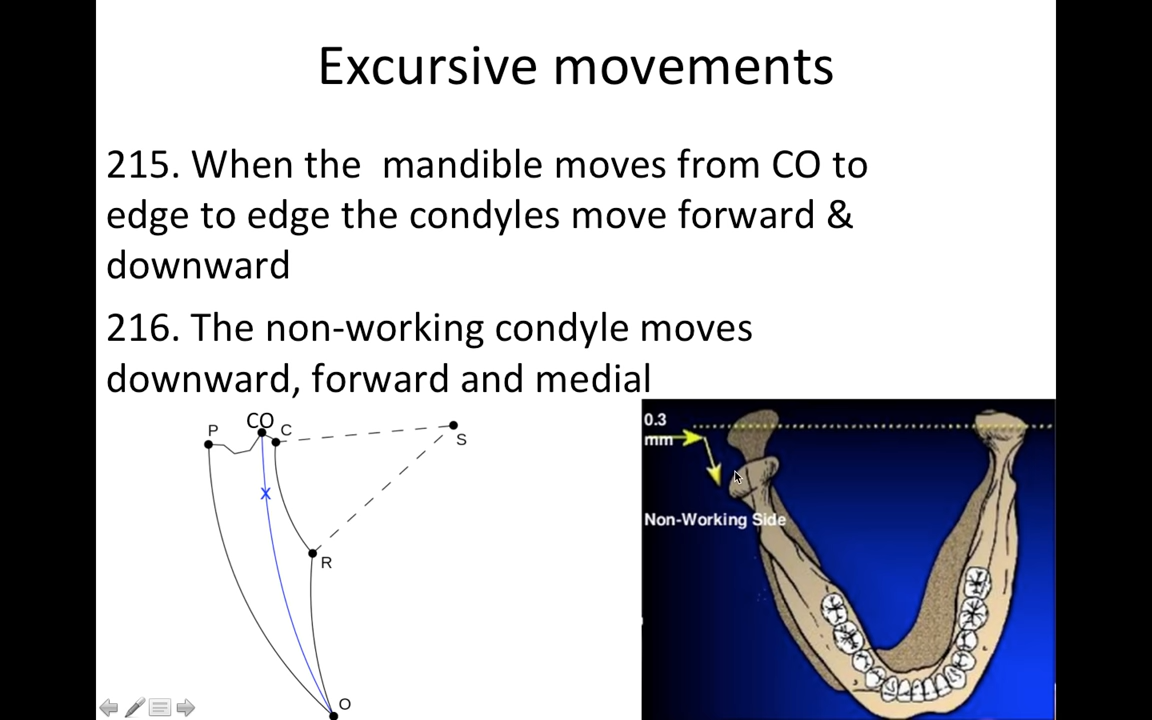 Excursive movements
215. When the  mandible moves from CO to
edge to edge the condyles move forward &
downward
216. The non-working condyle moves
downward, forward and medial
P
CO
C
S
X
R
O
0.3
mm
Non-Working Side